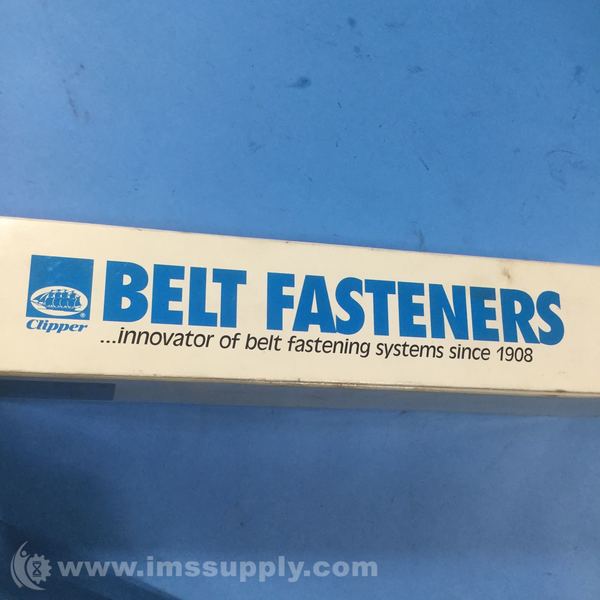 BELT FASTENERS
Clipper®
...innovator of belt fastening systems since 1908
www.imssupply.com